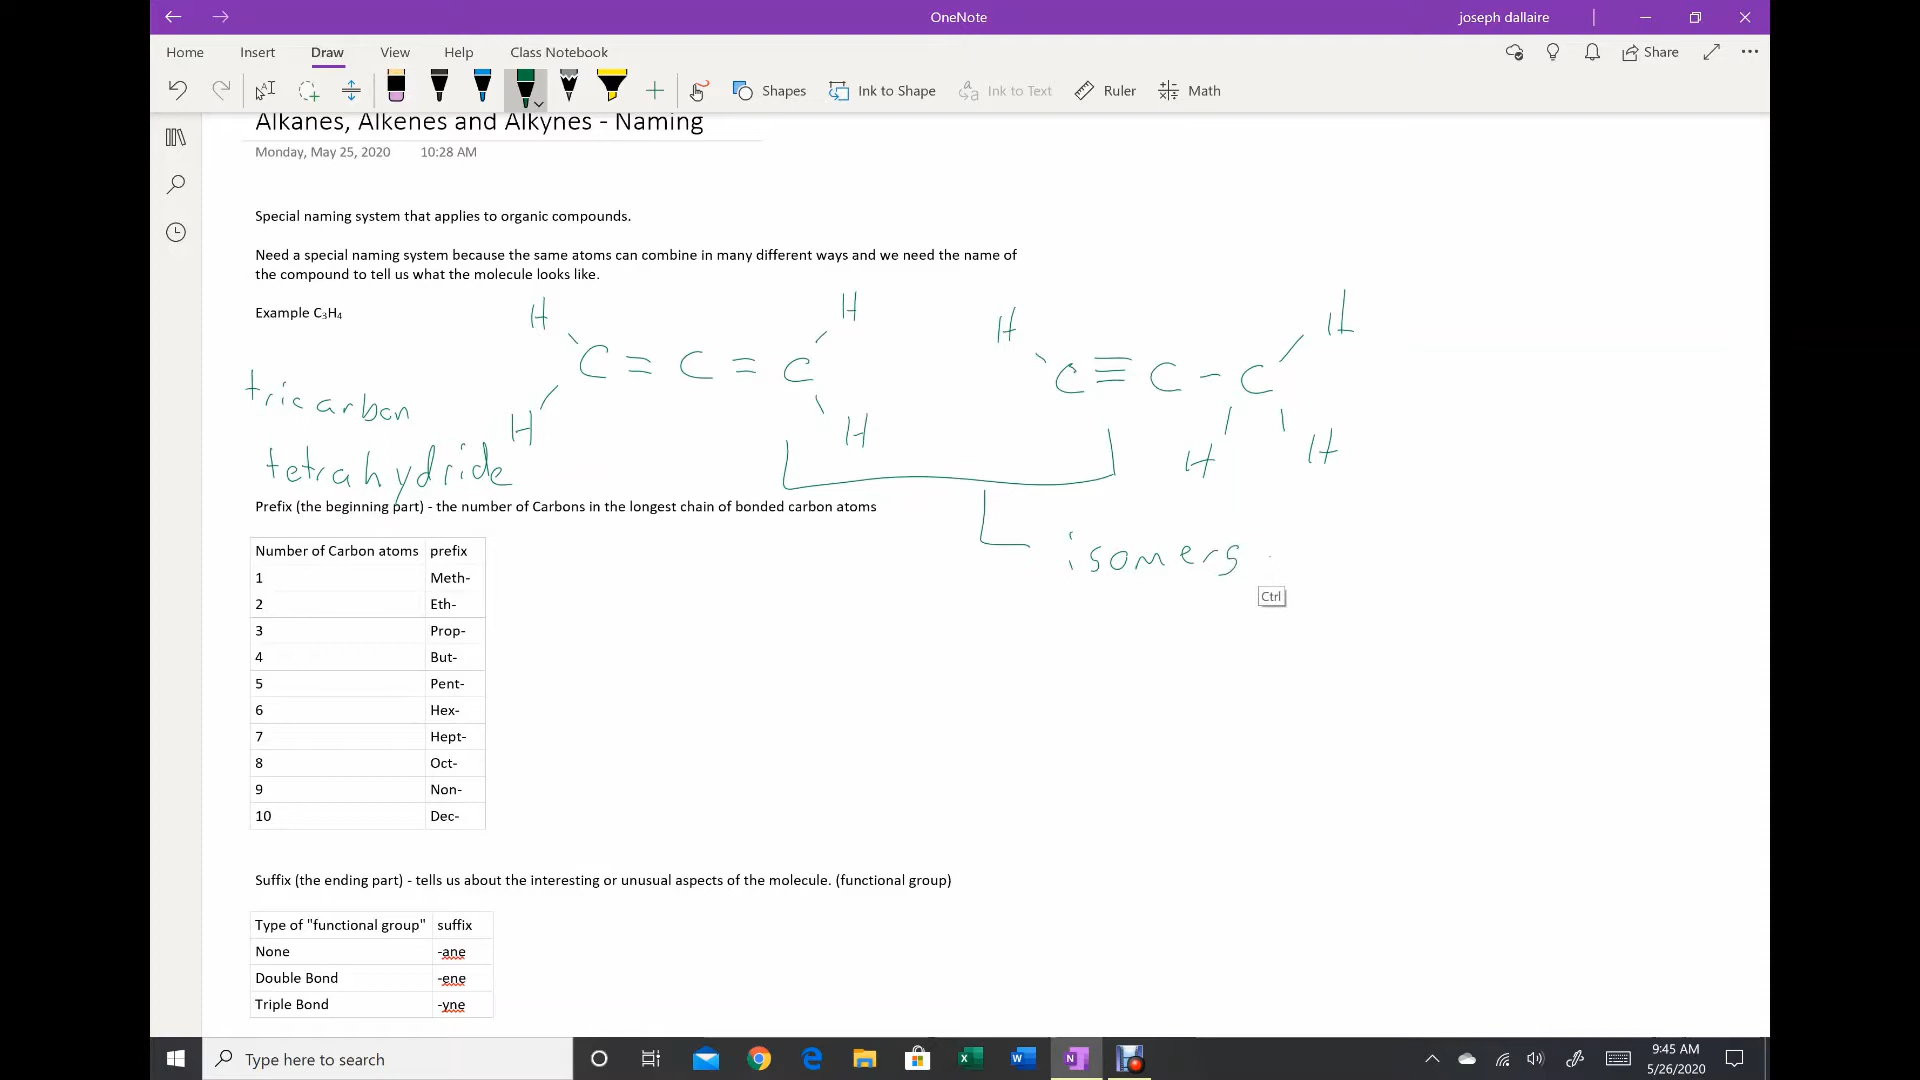 OneNote
joseph dallaire
Home Insert Draw View Help Class Notebook
Share
Shapes Ink to Shape Ink to Text Ruler Math
Alkanes, Alkenes and Alkynes - Naming
Monday, May 25, 2020 10:28 AM
Special naming system that applies to organic compounds.
Need a special naming system because the same atoms can combine in many different ways and we need the name of
the compound to tell us what the molecule looks like.
Example C₃H₄
H H H H
C = C = C C ≡ C - C
H H H H
tricarbon
tetrahydride
Prefix (the beginning part) - the number of Carbons in the longest chain of bonded carbon atoms
isomers
Ctrl
Number of Carbon atoms prefix
1 Meth-
2 Eth-
3 Prop-
4 But-
5 Pent-
6 Hex-
7 Hept-
8 Oct-
9 Non-
10 Dec-
Suffix (the ending part) - tells us about the interesting or unusual aspects of the molecule. (functional group)
Type of "functional group" suffix
None -ane
Double Bond -ene
Triple Bond -yne
Type here to search
9:45 AM
5/26/2020